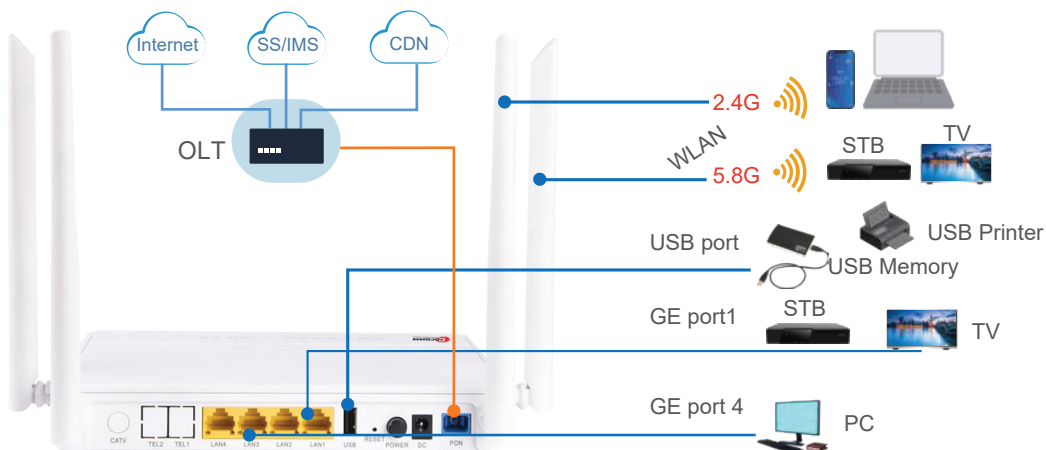 Internet
SS/IMS
CDN
OLT
WLAN
2.4G
5.8G
STB
TV
USB port
USB Printer
USB Memory
GE port1
STB
TV
GE port 4
PC
CATV
TEL2
TEL1
LAN4
LAN3
LAN2
LAN1
USB
RESET
POWER
DC
PON